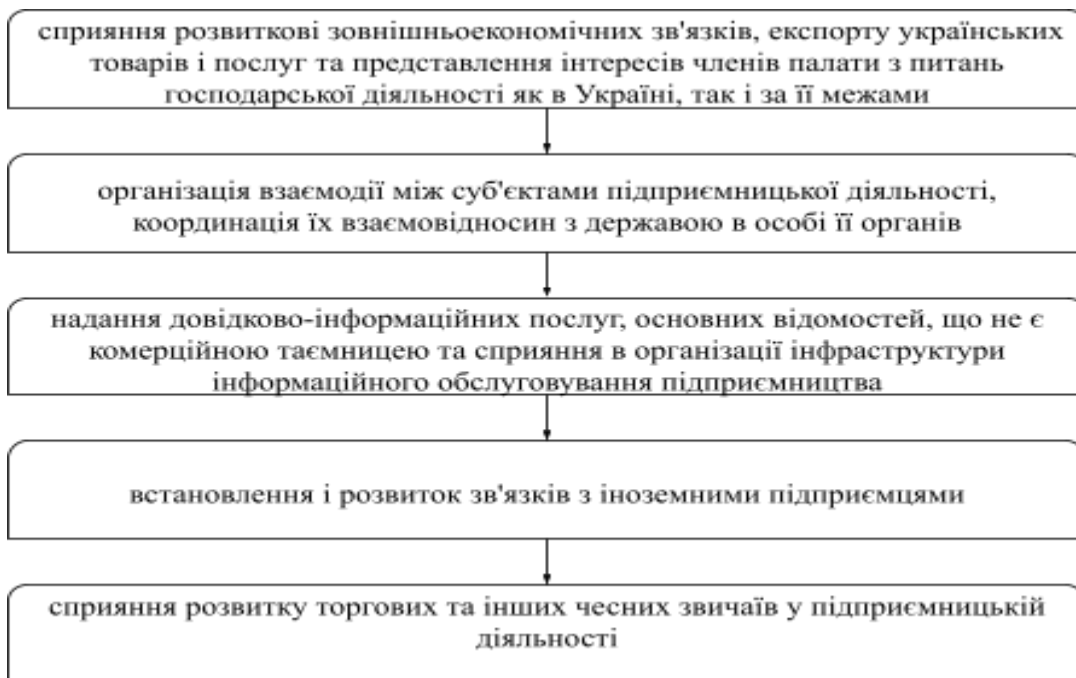 сприяння розвиткові зовнішньоекономічних зв'язків, експорту українських
товарів і послуг та представлення інтересів членів палати з питань
господарської діяльності як в Україні, так і за її межами
організація взаємодії між суб'єктами підприємницької діяльності,
координація їх взаємовідносин з державою в особі її органів
надання довідково-інформаційних послуг, основних відомостей, що не є
комерційною таємницею та сприяння в організації інфраструктури
інформаційного обслуговування підприємництва
встановлення і розвиток зв'язків з іноземними підприємцями
сприяння розвитку торгових та інших чесних звичаїв у підприємницькій
діяльності